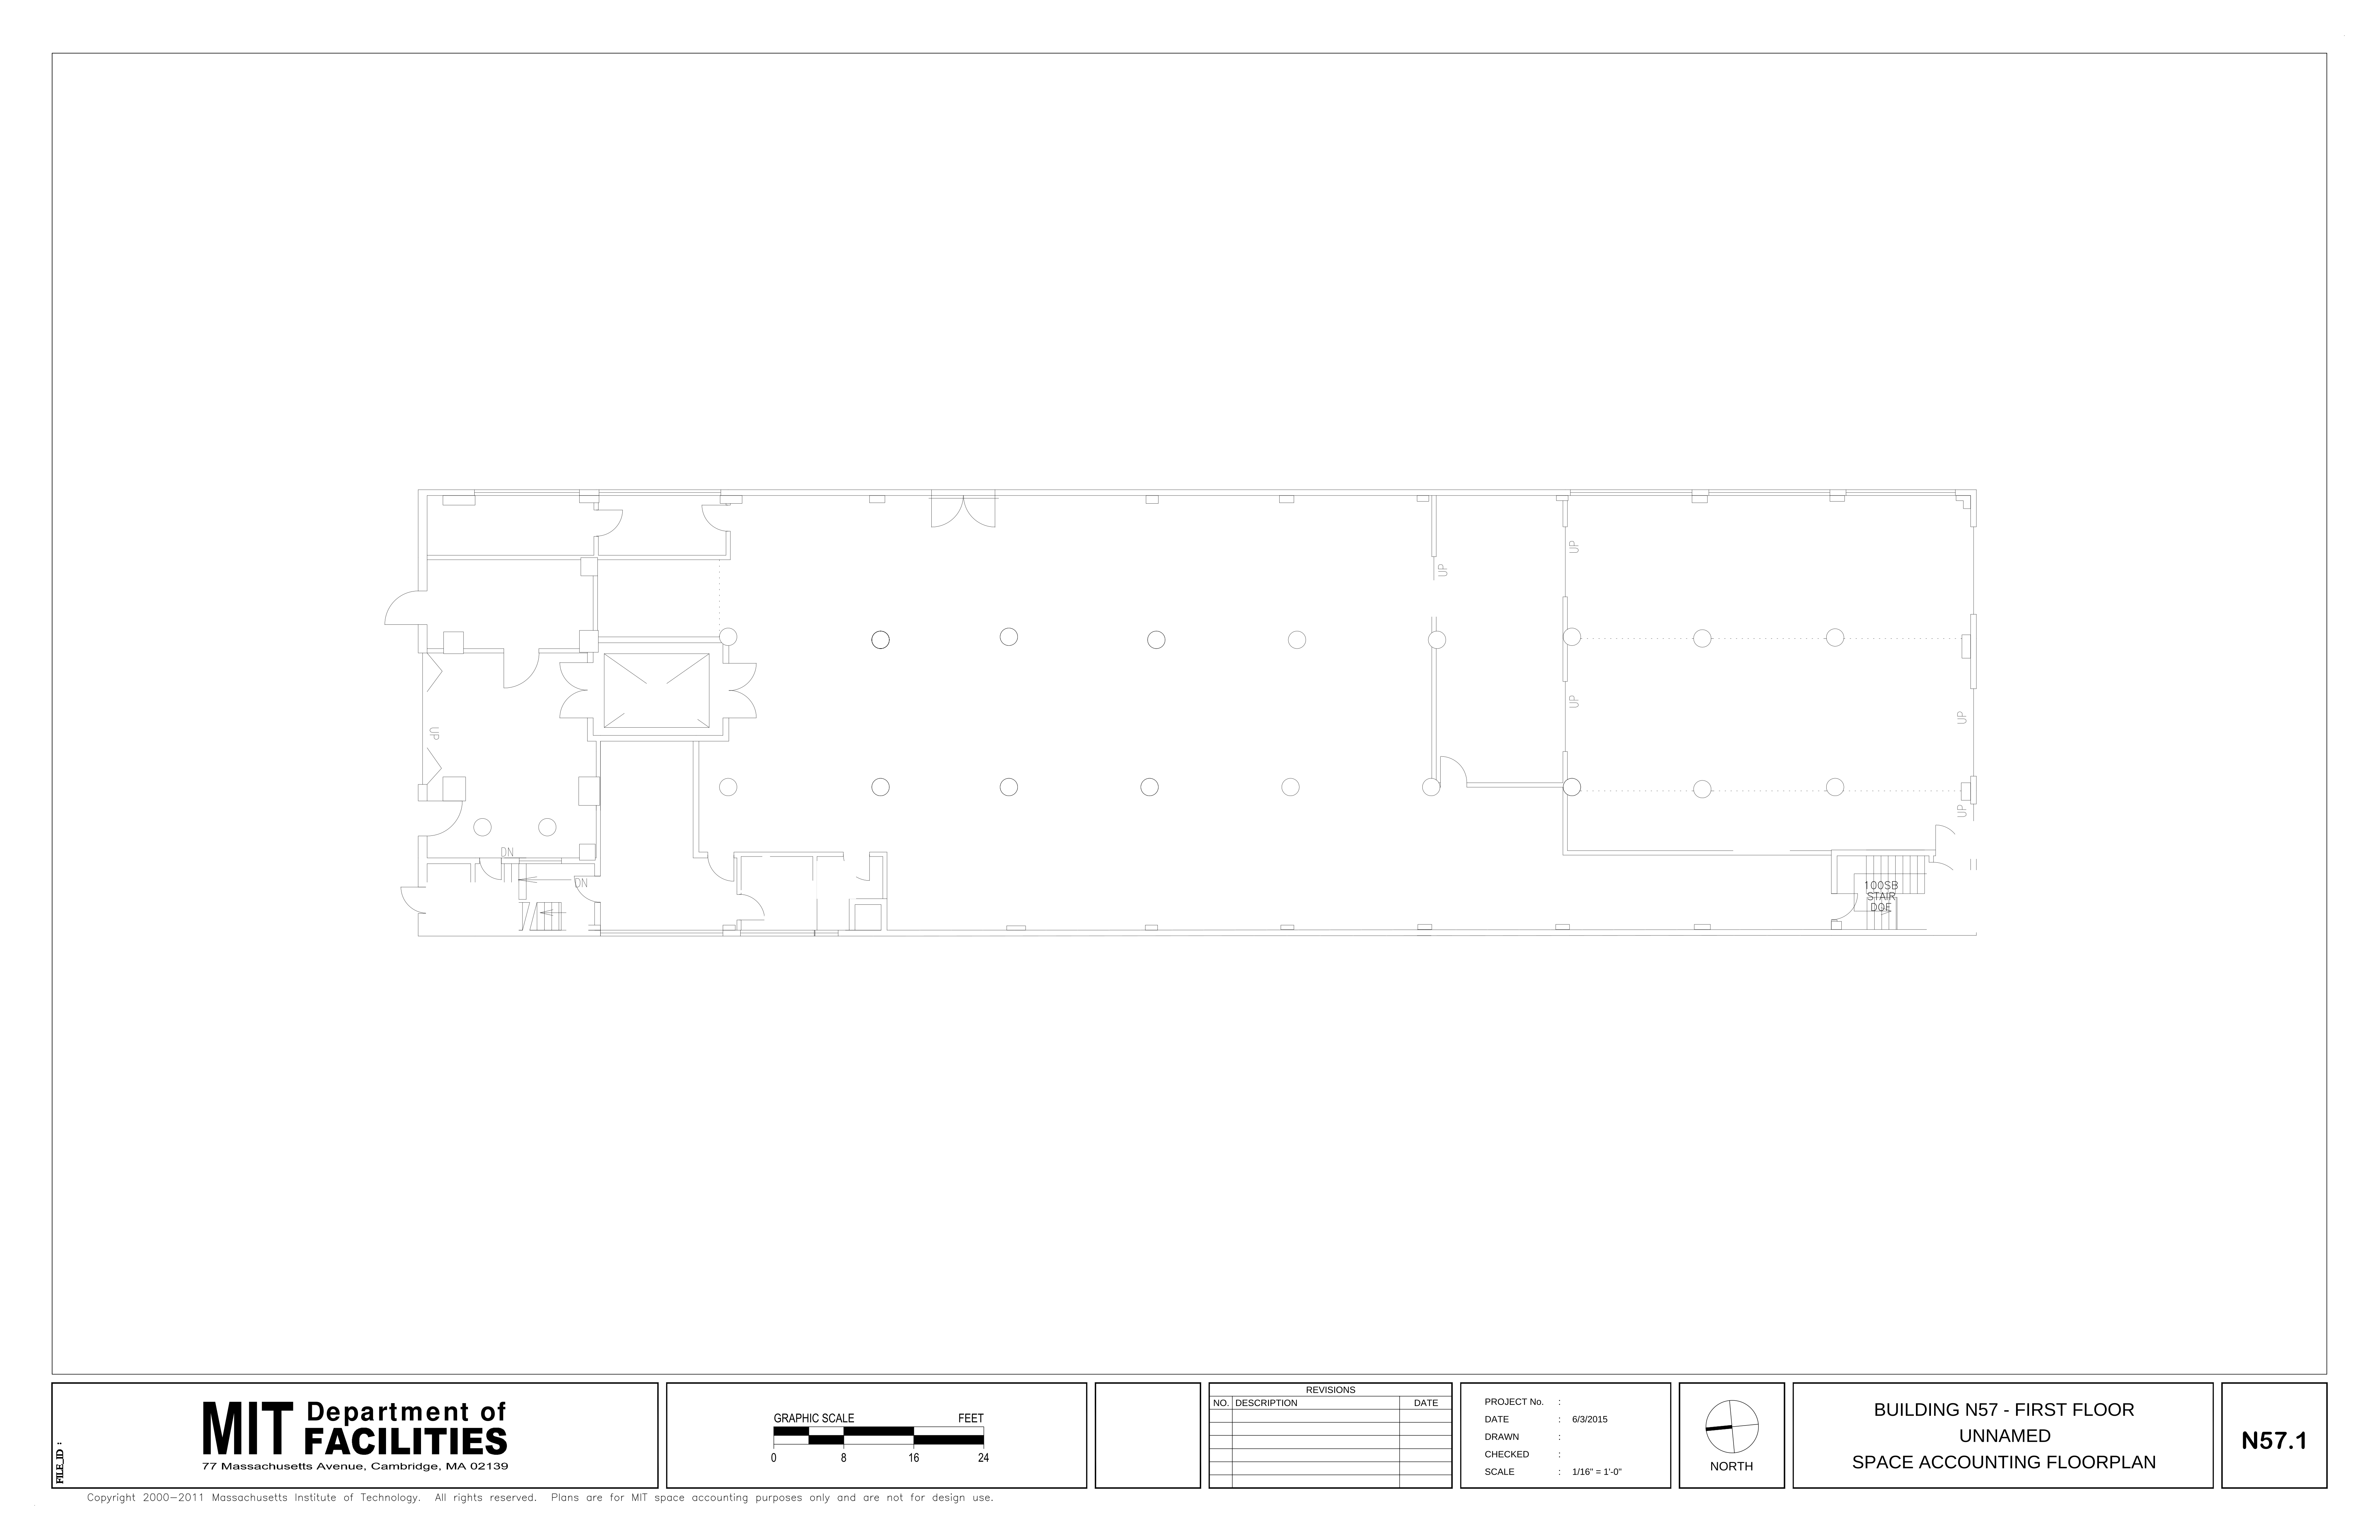 UP
UP
UP
UP
UP
UP
UP
DN
DN
100SB
STAIR
DOF
MIT Department of
FACILITIES
77 Massachusetts Avenue, Cambridge, MA 02139
FILE_ID :
GRAPHIC SCALE FEET
0 8 16 24
REVISIONS
NO. DESCRIPTION DATE
PROJECT No. :
DATE : 6/3/2015
DRAWN :
CHECKED :
SCALE : 1/16" = 1'-0"
NORTH
BUILDING N57 - FIRST FLOOR
UNNAMED
SPACE ACCOUNTING FLOORPLAN
N57.1
Copyright 2000-2011 Massachusetts Institute of Technology. All rights reserved. Plans are for MIT space accounting purposes only and are not for design use.